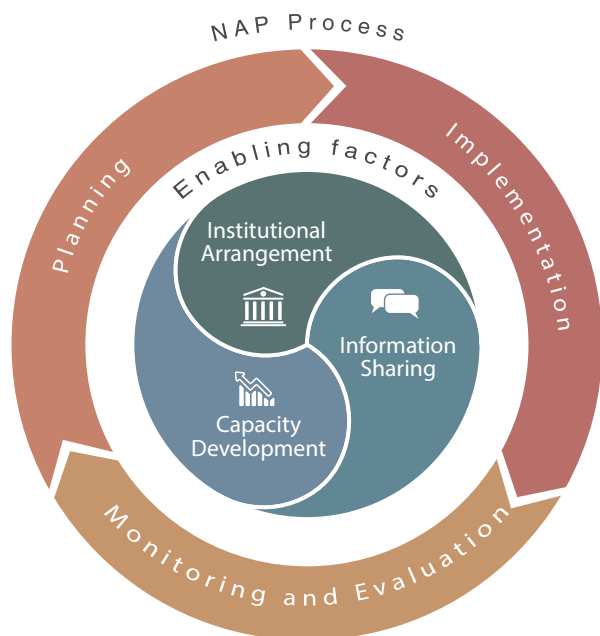 NAP Process
Planning
Implementation
Enabling factors
Institutional
Arrangement
Information
Sharing
Capacity
Development
Monitoring and Evaluation